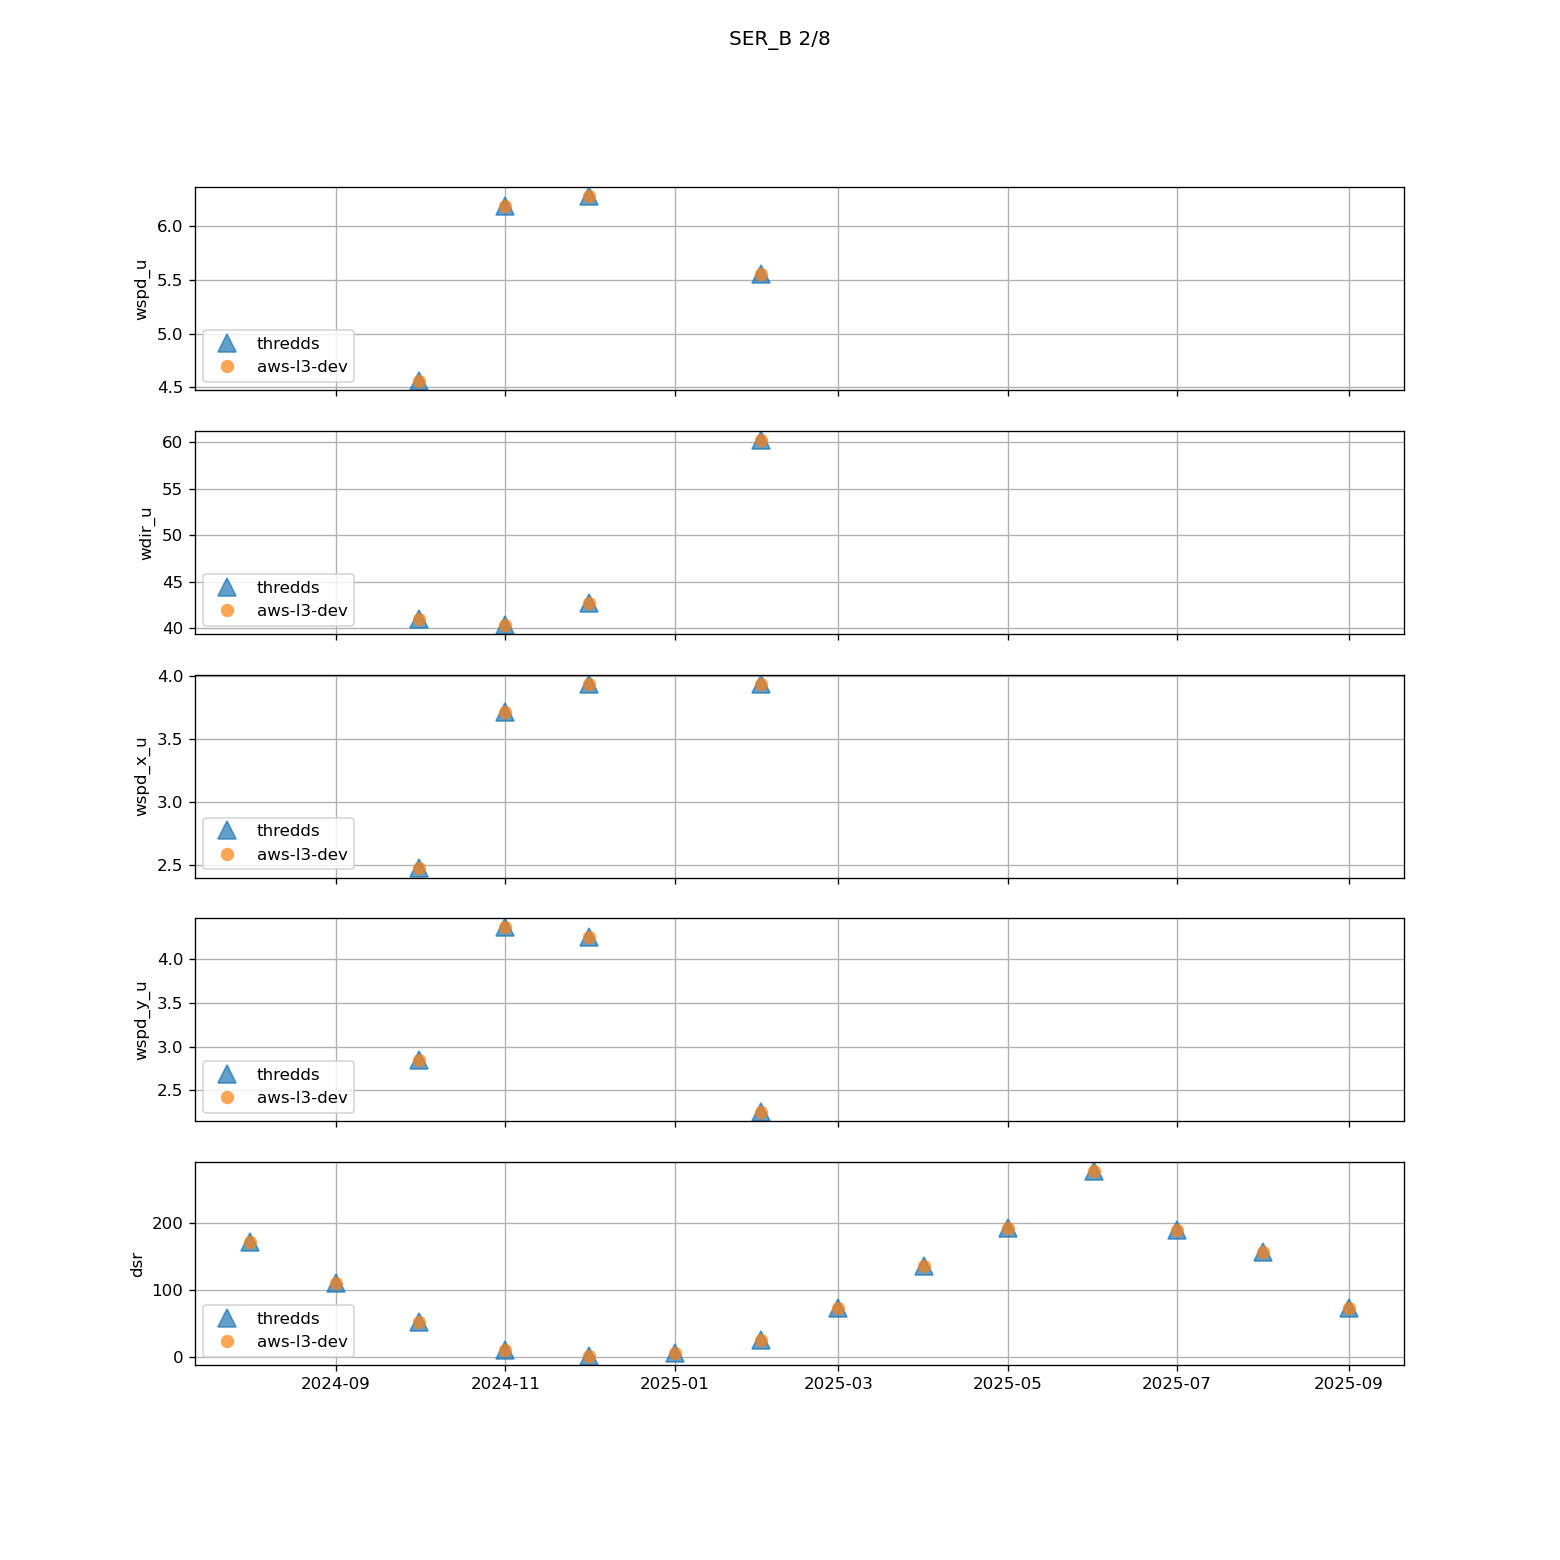 SER_B 2/8
wspd_u
6.0
5.5
5.0
4.5
thredds
aws-l3-dev
wdir_u
60
55
50
45
40
thredds
aws-l3-dev
wspd_x_u
4.0
3.5
3.0
2.5
thredds
aws-l3-dev
wspd_y_u
4.0
3.5
3.0
2.5
thredds
aws-l3-dev
dsr
200
100
0
thredds
aws-l3-dev
2024-09 2024-11 2025-01 2025-03 2025-05 2025-07 2025-09